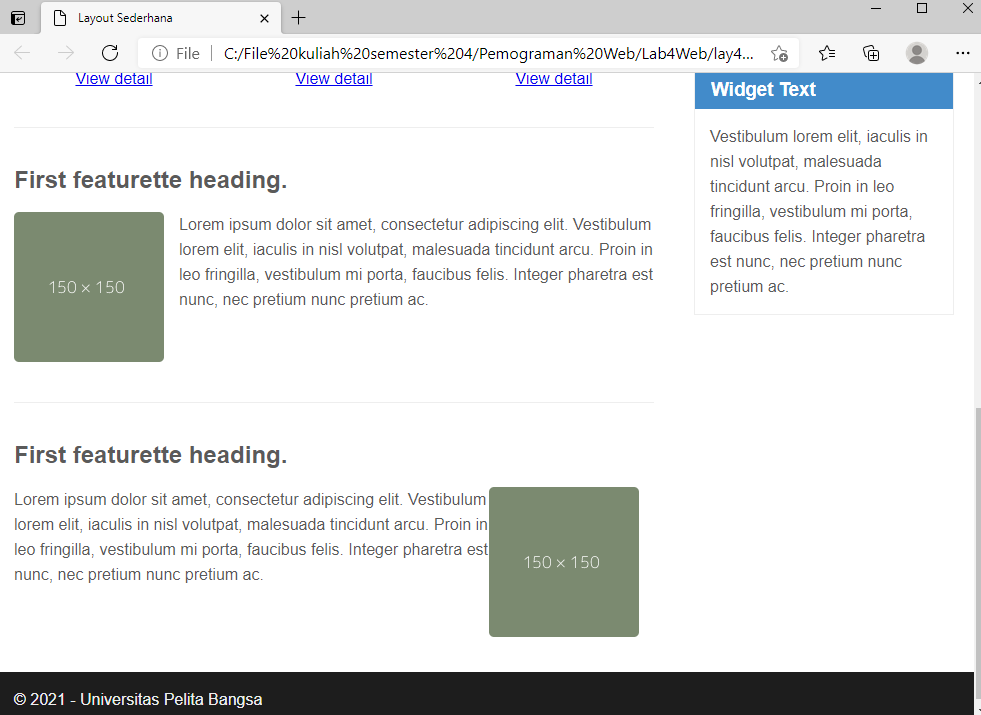 Layout Sederhana
File
C:/File%20kuliah%20semester%204/Pemograman%20Web/Lab4Web/lay4...
View detail
View detail
View detail
First featurette heading.
150 × 150
Lorem ipsum dolor sit amet, consectetur adipiscing elit. Vestibulum
lorem elit, iaculis in nisl volutpat, malesuada tincidunt arcu. Proin in
leo fringilla, vestibulum mi porta, faucibus felis. Integer pharetra est
nunc, nec pretium nunc pretium ac.
First featurette heading.
Lorem ipsum dolor sit amet, consectetur adipiscing elit. Vestibulum
lorem elit, iaculis in nisl volutpat, malesuada tincidunt arcu. Proin in
leo fringilla, vestibulum mi porta, faucibus felis. Integer pharetra est
nunc, nec pretium nunc pretium ac.
150 × 150
Widget Text
Vestibulum lorem elit, iaculis in
nisl volutpat, malesuada
tincidunt arcu. Proin in leo
fringilla, vestibulum mi porta,
faucibus felis. Integer pharetra
est nunc, nec pretium nunc
pretium ac.
© 2021 - Universitas Pelita Bangsa